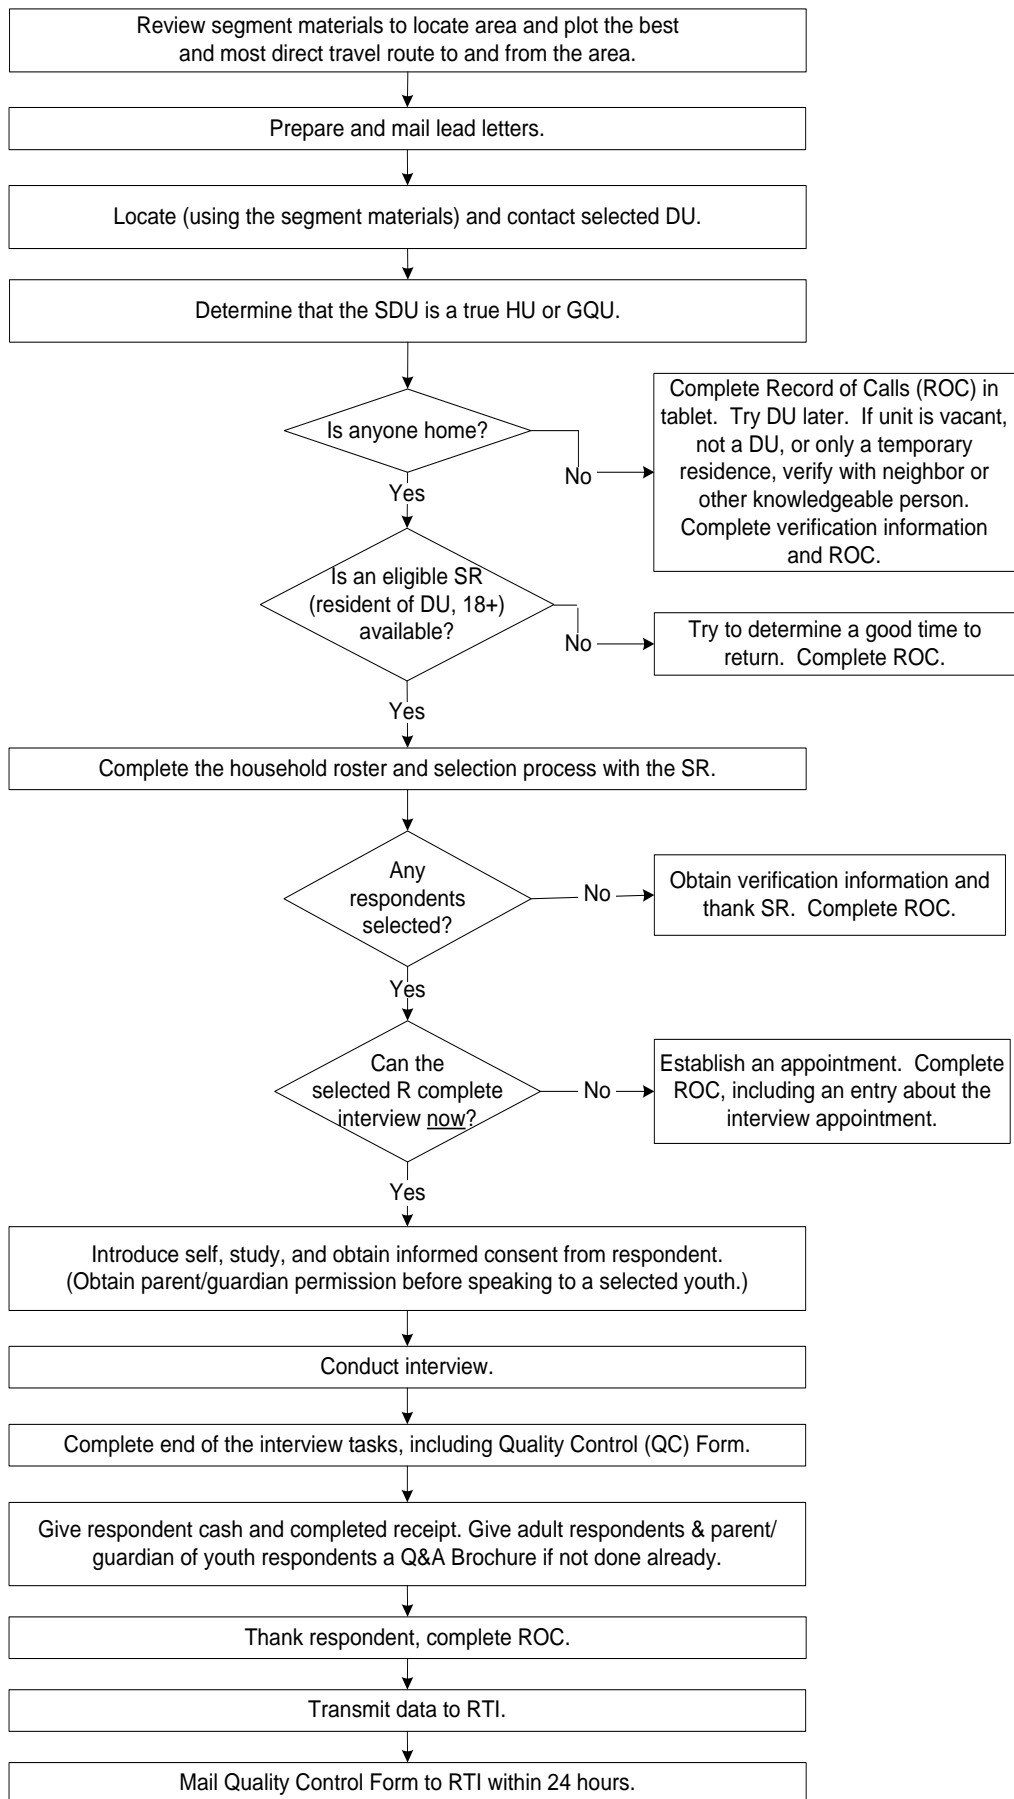 Review segment materials to locate area and plot the best
and most direct travel route to and from the area.
Prepare and mail lead letters.
Locate (using the segment materials) and contact selected DU.
Determine that the SDU is a true HU or GQU.
Is anyone home?
No
Complete Record of Calls (ROC) in
tablet.  Try DU later.  If unit is vacant,
not a DU, or only a temporary
residence, verify with neighbor or
other knowledgeable person.
Complete verification information
and ROC.
Yes
Is an eligible SR
(resident of DU, 18+)
available?
No
Try to determine a good time to
return.  Complete ROC.
Yes
Complete the household roster and selection process with the SR.
Any
respondents
selected?
No
Obtain verification information and
thank SR.  Complete ROC.
Yes
Can the
selected R complete
interview now?
No
Establish an appointment.  Complete
ROC, including an entry about the
interview appointment.
Yes
Introduce self, study, and obtain informed consent from respondent.
(Obtain parent/guardian permission before speaking to a selected youth.)
Conduct interview.
Complete end of the interview tasks, including Quality Control (QC) Form.
Give respondent cash and completed receipt. Give adult respondents & parent/
guardian of youth respondents a Q&A Brochure if not done already.
Thank respondent, complete ROC.
Transmit data to RTI.
Mail Quality Control Form to RTI within 24 hours.